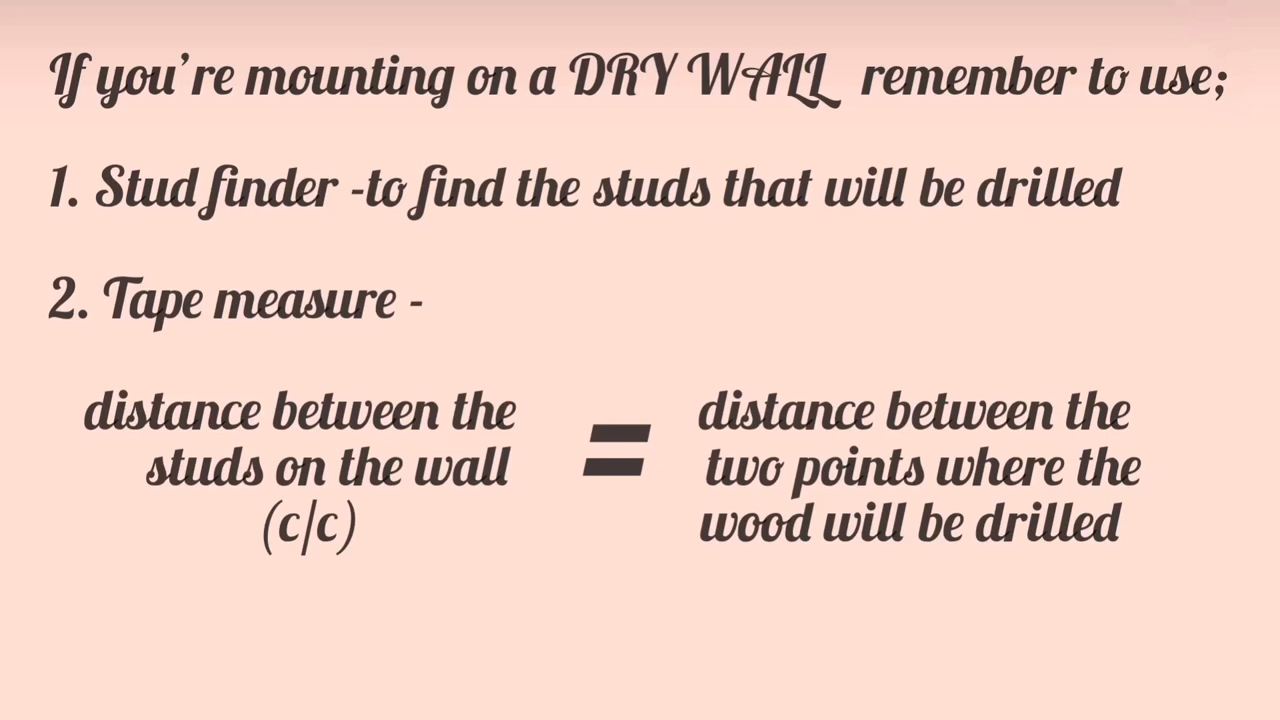 If you're mounting on a DRY WALL remember to use;
1. Stud finder -to find the studs that will be drilled
2. Tape measure -
distance between the
studs on the wall
(c/c)
=
distance between the
two points where the
wood will be drilled